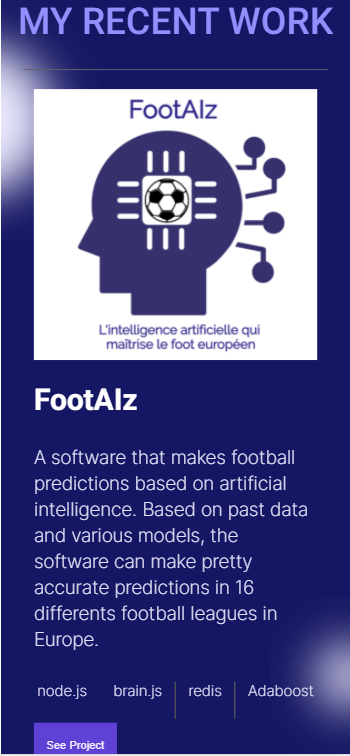 MY RECENT WORK
FootAIz
L'intelligence artificielle qui
maîtrise le foot européen
FootAIz
A software that makes football
predictions based on artificial
intelligence. Based on past data
and various models, the
software can make pretty
accurate predictions in 16
differents football leagues in
Europe.
node.js brain.js redis Adaboost
See Project